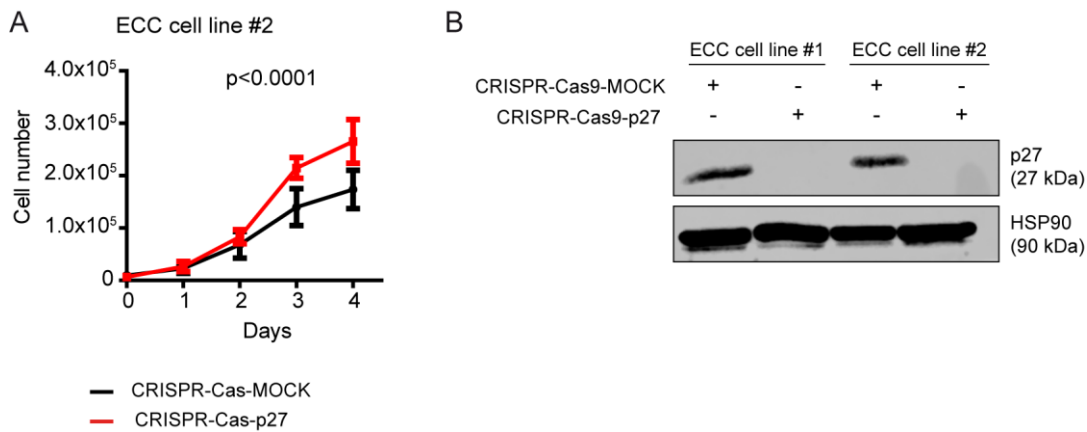 A
ECC cell line #2
4.0x10⁵
p<0.0001
3.0x10⁵
2.0x10⁵
1.0x10⁵
0
Cell number
0 1 2 3 4
Days
CRISPR-Cas-MOCK
CRISPR-Cas-p27
B
ECC cell line #1 ECC cell line #2
CRISPR-Cas9-MOCK + - + -
CRISPR-Cas9-p27 - + - +
p27
(27 kDa)
HSP90
(90 kDa)